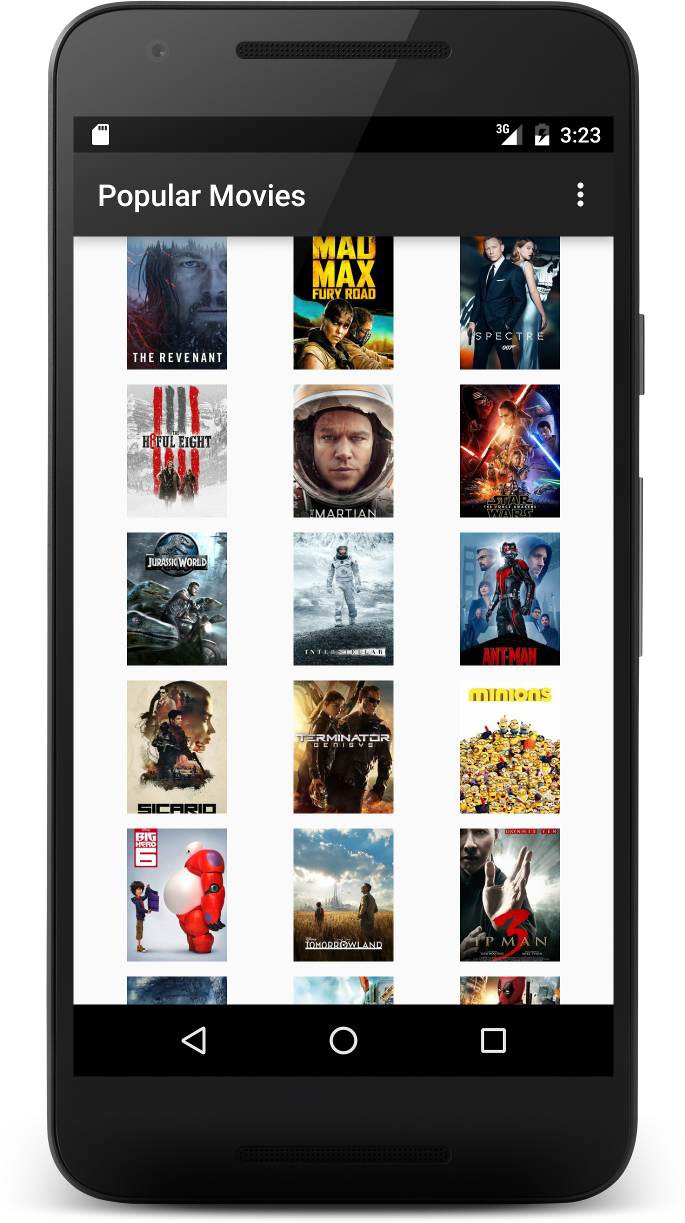 3G
3:23
Popular Movies
THE REVENANT
MAD
MAX
FURY ROAD
SPECTRE
007
THE
H8FUL EIGHT
THE
MARTIAN
STAR
THE FORCE AWAKENS
WARS
JURASSIC WORLD
INTERSTELLAR
ANT-MAN
SICARIO
TERMINATOR
GENISYS
minions
BIG
HERO
6
Disney
TOMORROWLAND
DONNIE YEN
3
IP MAN